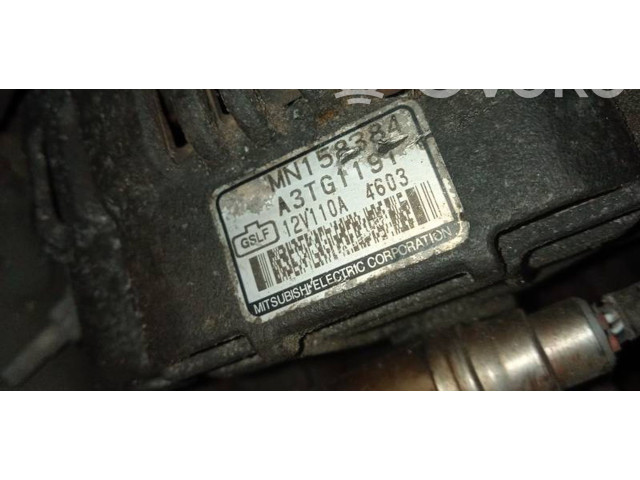 MN158384
A3TG1191
GSLF 12V110A 4603
MITSUBISHI ELECTRIC CORPORATION